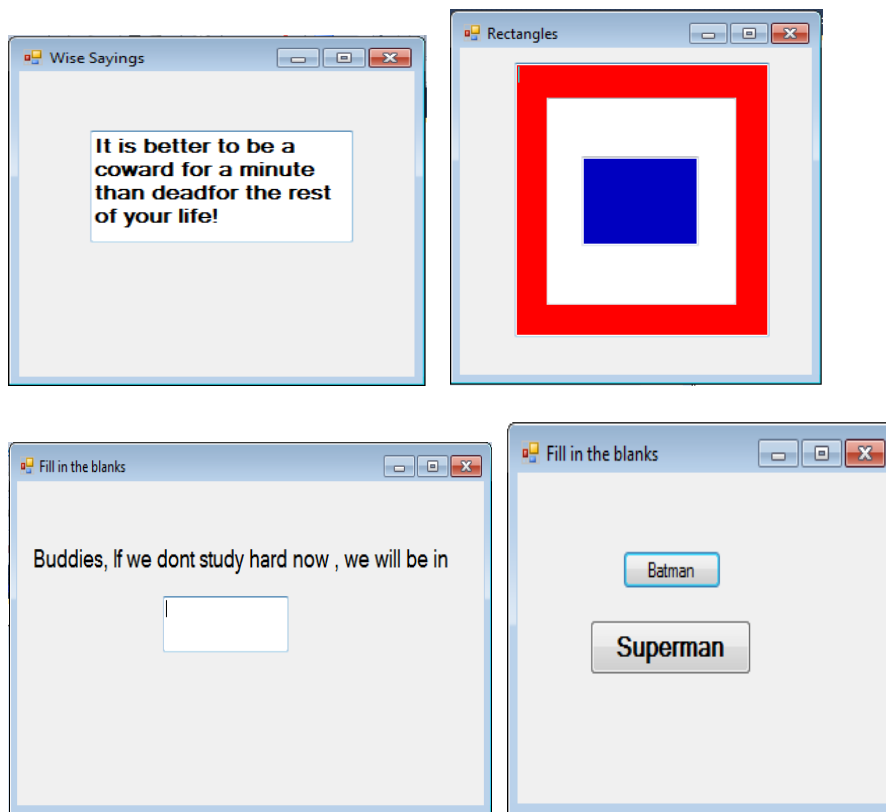 Wise Sayings
It is better to be a
coward for a minute
than deadfor the rest
of your life!
Rectangles
Fill in the blanks
Buddies, If we dont study hard now , we will be in
Fill in the blanks
Batman
Superman